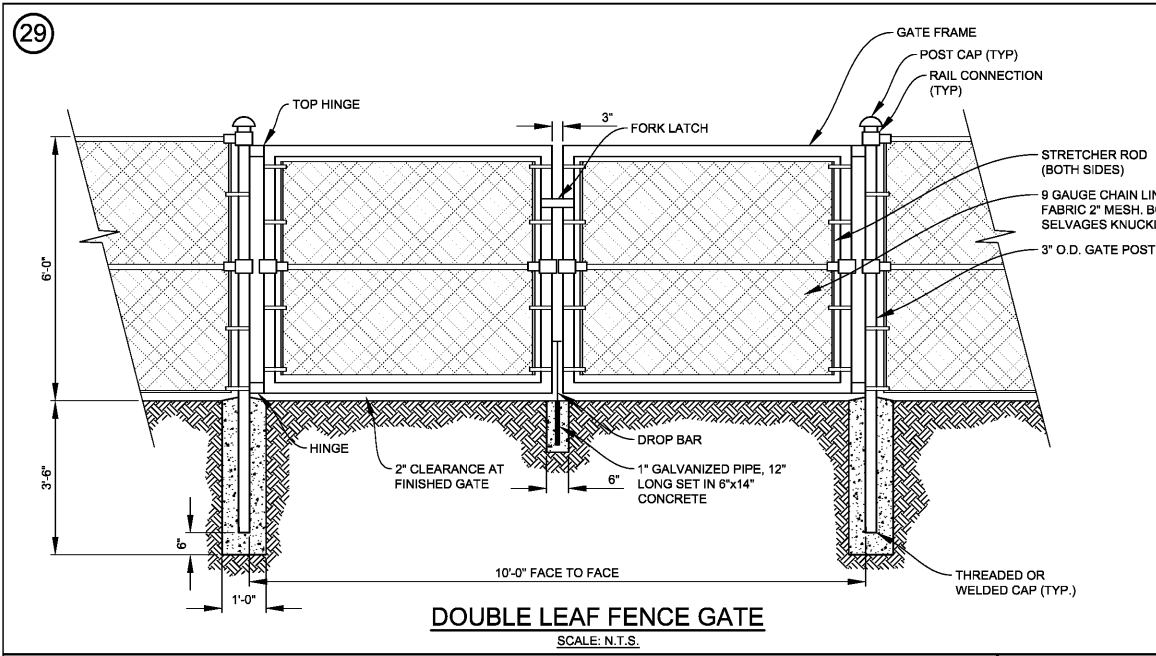 29
GATE FRAME
POST CAP (TYP)
RAIL CONNECTION
(TYP)
TOP HINGE
3"
FORK LATCH
STRETCHER ROD
(BOTH SIDES)
9 GAUGE CHAIN LIN
FABRIC 2" MESH. B
SELVAGES KNUCKL
3" O.D. GATE POST
6'-0"
HINGE
DROP BAR
2" CLEARANCE AT
FINISHED GATE
1" GALVANIZED PIPE, 12"
LONG SET IN 6"x14"
CONCRETE
6"
3'-6"
6"
10'-0" FACE TO FACE
THREADED OR
WELDED CAP (TYP.)
1'-0"
DOUBLE LEAF FENCE GATE
SCALE: N.T.S.